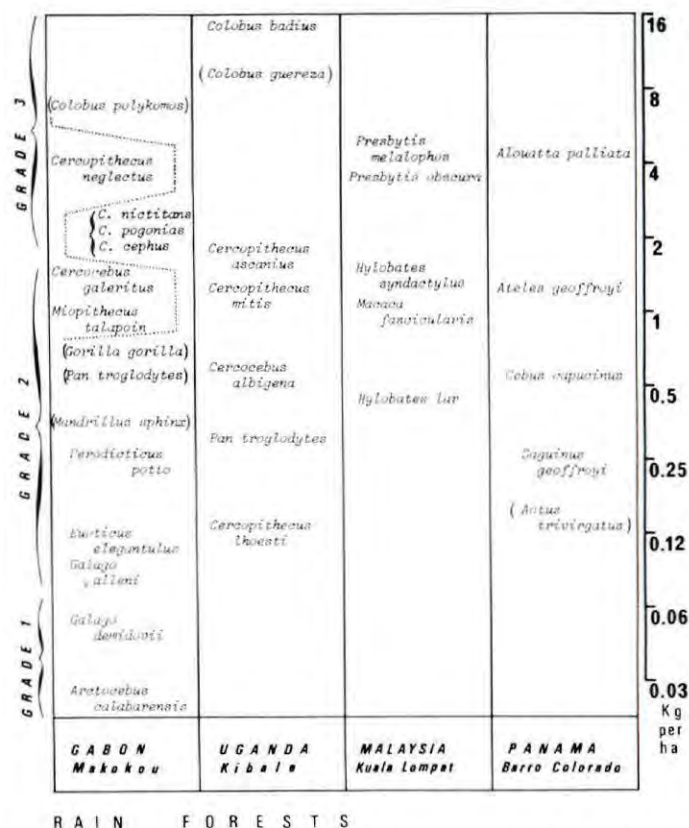 GRADE 3
GRADE 2
GRADE 1
(Colobus polykomos)
Cercopithecus
neglectus
C. nictitans
C. pogonias
C. cephus
Cercocebus
galeritus
Miopithecus
talapoin
(Gorilla gorilla)
(Pan troglodytes)
(Mandrillus sphinx)
Perodicticus
potto
Euoticus
elegantulus
Galago
alleni
Galago
demidovii
Arctocebus
calabarensis
GABON
Makokou
Colobus badius
(Colobus guereza)
Cercopithecus
ascanius
Cercopithecus
mitis
Cercocebus
albigena
Pan troglodytes
Cercopithecus
lhoesti
UGANDA
Kibale
Presbytis
melalophos
Presbytis obscura
Hylobates
syndactylus
Macaca
fascicularis
Hylobates lar
MALAYSIA
Kuala Lompat
Alouatta palliata
Ateles geoffroyi
Cebus capucinus
Saguinus
geoffroyi
(Aotus
trivirgatus)
PANAMA
Barro Colorado
16
8
4
2
1
0.5
0.25
0.12
0.06
0.03
Kg
per
ha
RAIN FORESTS